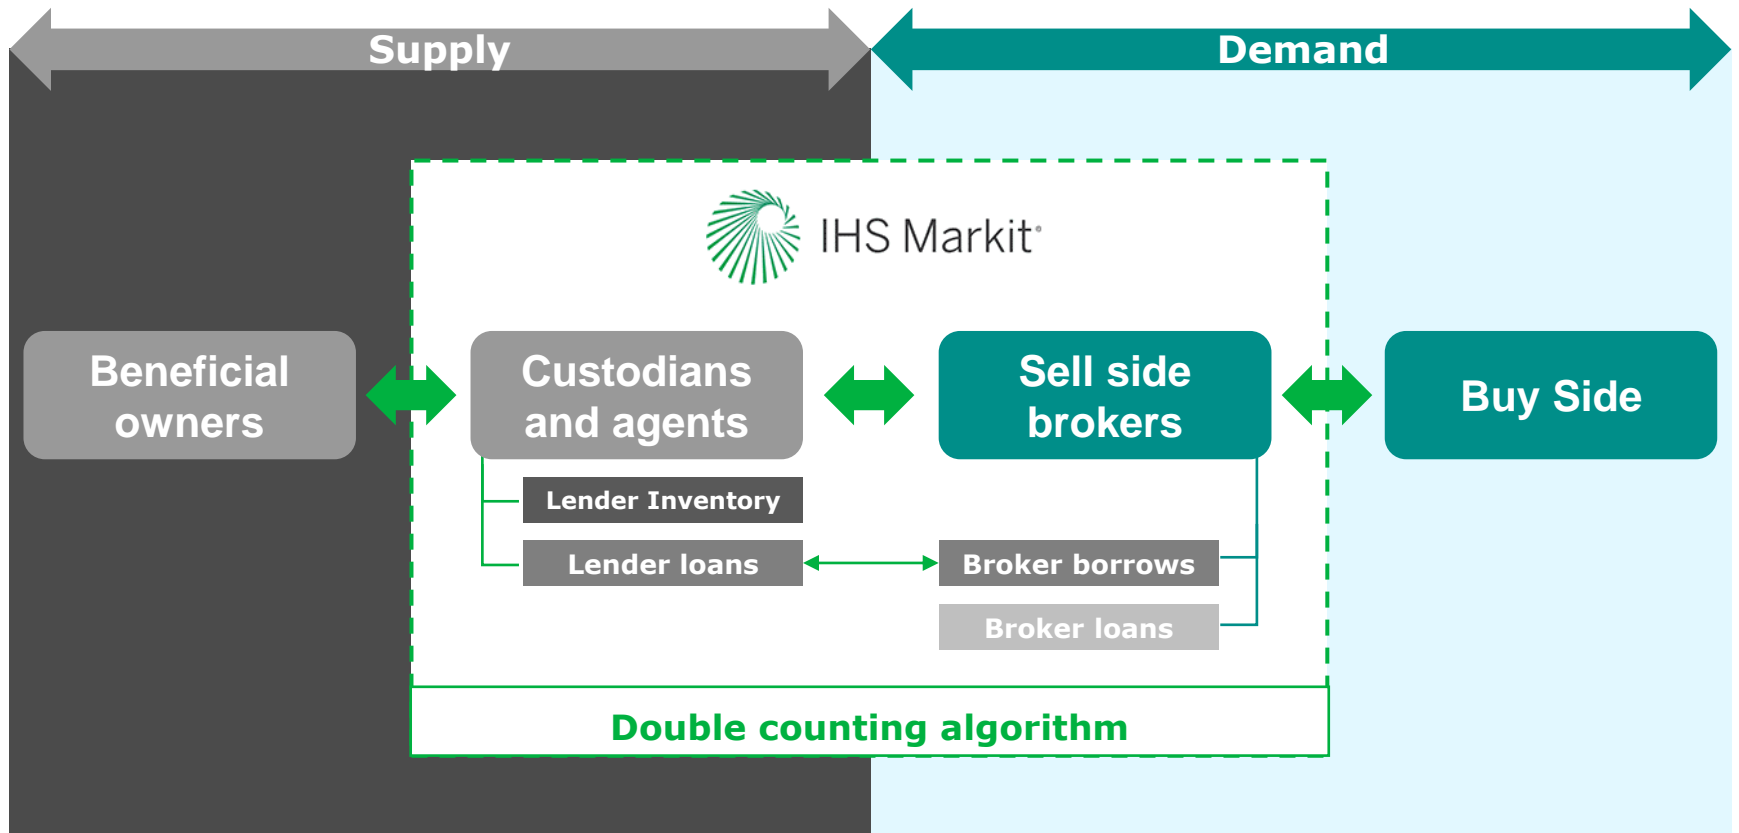 Supply
Demand
IHS Markit®
Beneficial
owners
Custodians
and agents
Sell side
brokers
Buy Side
Lender Inventory
Lender loans
Broker borrows
Broker loans
Double counting algorithm